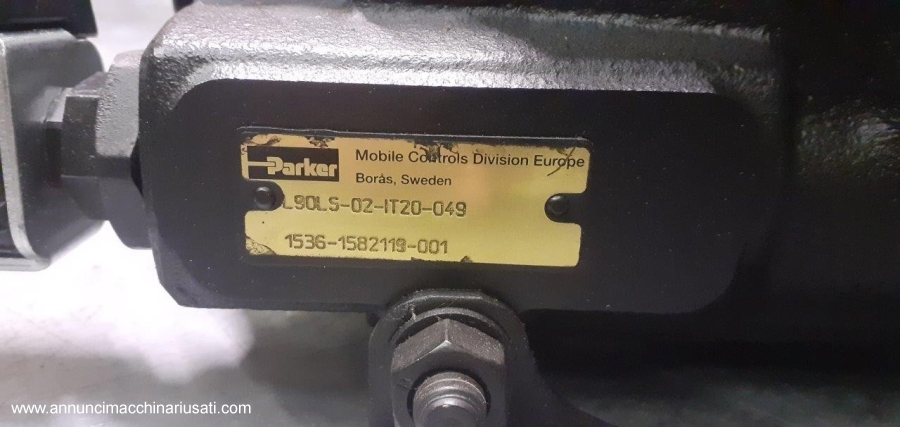 Parker
Mobile Controls Division Europe
Borås, Sweden
L90LS-02-IT20-049
1536-1582119-001
www.annuncimacchinariusati.com